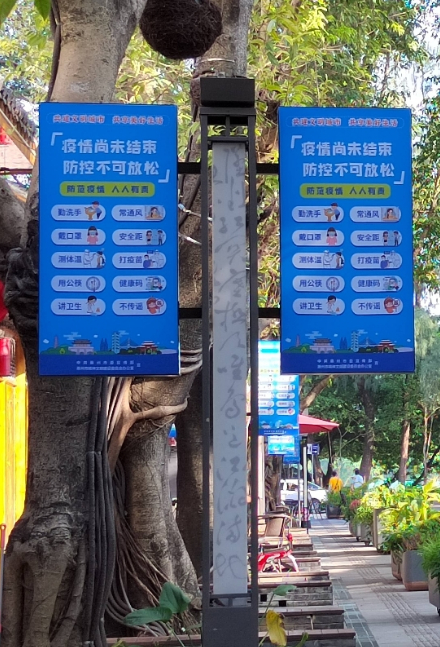 共建文明城市 共享美好生活
疫情尚未结束
防控不可放松
防范疫情 人人有责
勤洗手 常通风
戴口罩 安全距
测体温 打疫苗
用公筷 健康码
讲卫生 不传谣
共建文明城市 共享美好生活
疫情尚未结束
防控不可放松
防范疫情 人人有责
勤洗手 常通风
戴口罩 安全距
测体温 打疫苗
用公筷 健康码
讲卫生 不传谣